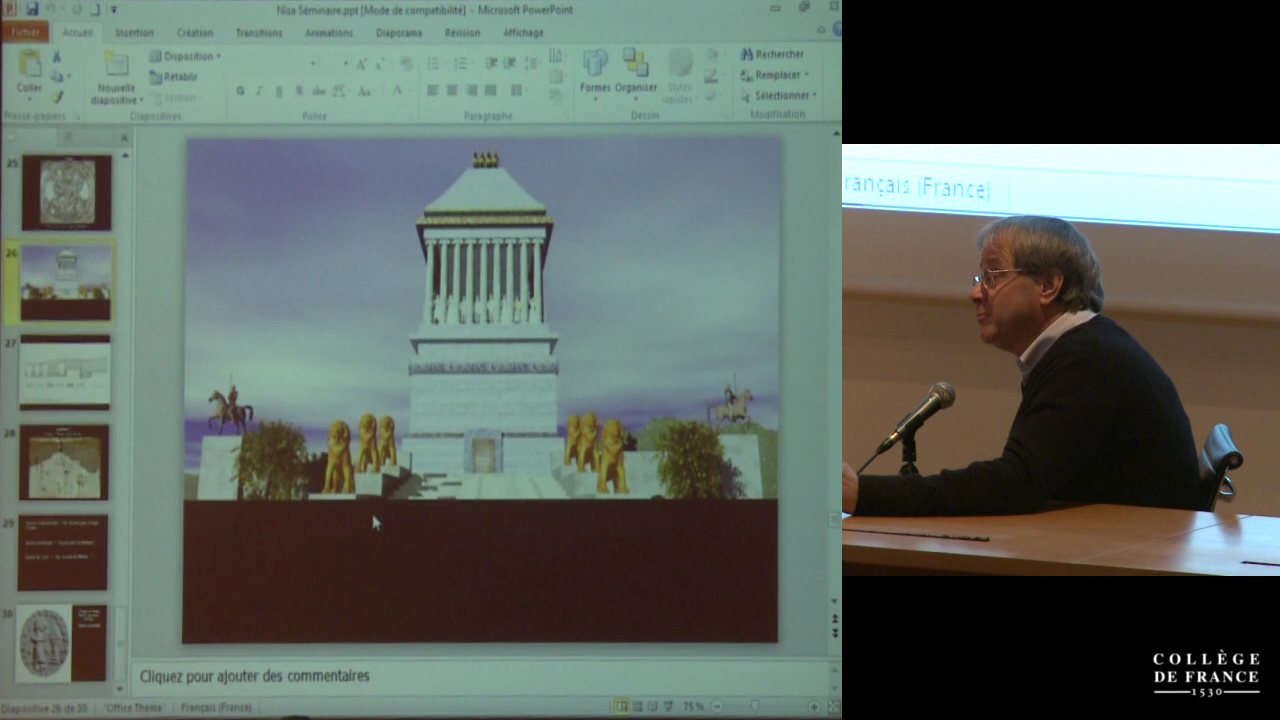 Nisa Séminaire.ppt [Mode de compatibilité] - Microsoft PowerPoint
Fichier Accueil Insertion Création Transitions Animations Diaporama Révision Affichage
Coller
Nouvelle diapositive
Disposition
Rétablir
Section
G I S S abc AV Aa A
Formes Organiser Styles rapides
Rechercher
Remplacer
Sélectionner
Presse-papiers Diapositives Police Paragraphe Dessin Modification
25
26
27
28
29
30
Cliquez pour ajouter des commentaires
Diapositive 26 de 30 "Office Theme" Français (France) 75 %
rançais (France)
COLLÈGE
DE FRANCE
1530